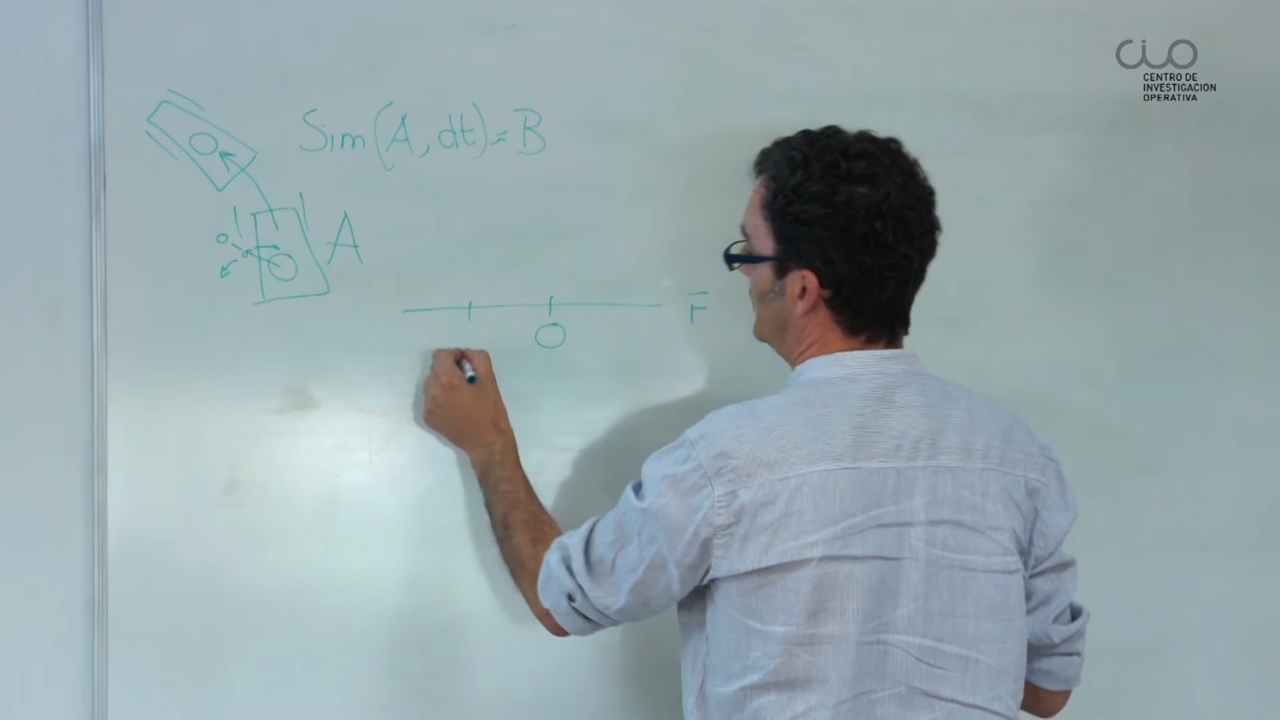 CIO
CENTRO DE
INVESTIGACION
OPERATIVA
Sim(A, dt) = B
A
O
F